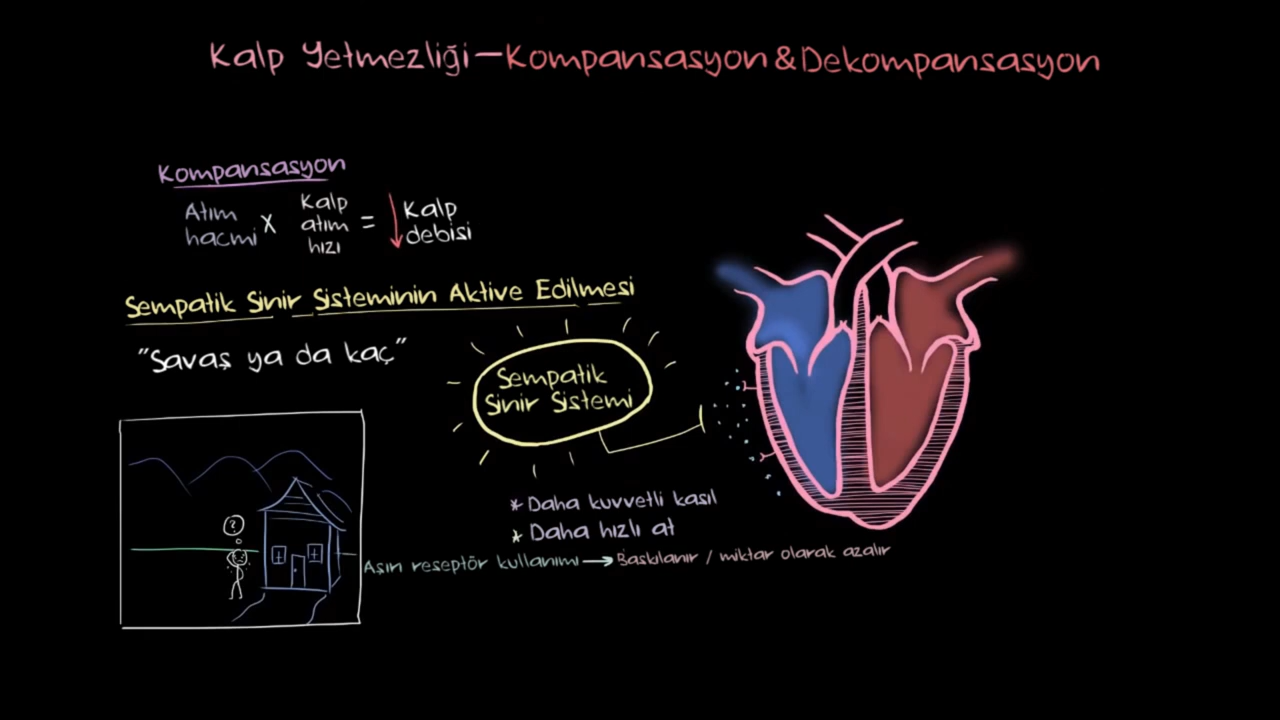 Kalp Yetmezliği — Kompansasyon & Dekompansasyon
Kompansasyon
Atım hacmi x Kalp atım hızı = ↓ Kalp debisi
Sempatik Sinir Sisteminin Aktive Edilmesi
"Savaş ya da kaç"
Sempatik
Sinir Sistemi
* Daha kuvvetli kasıl
* Daha hızlı at
?
Aşırı reseptör kullanımı → Baskılanır / miktar olarak azalır